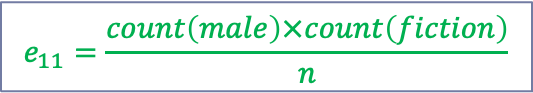 e₁₁ = count(male)×count(fiction) / n